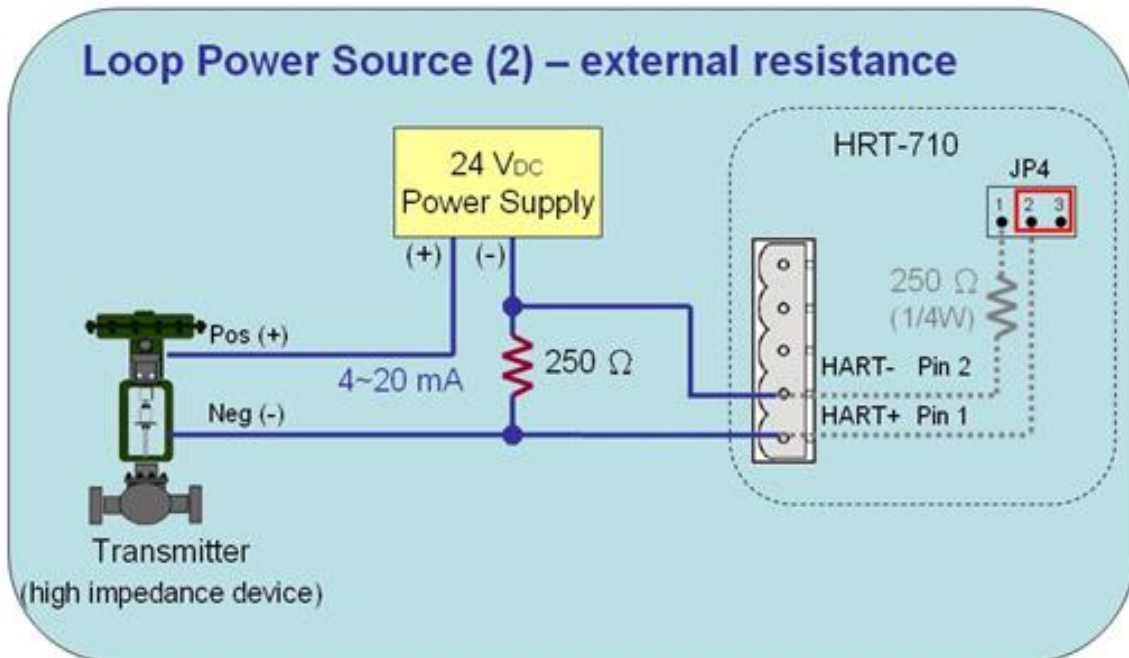 Loop Power Source (2) – external resistance
24 VDC
Power Supply
(+) (-)
HRT-710
JP4
1 2 3
250 Ω
(1/4W)
Pos (+)
4~20 mA
250 Ω
HART- Pin 2
Neg (-)
HART+ Pin 1
Transmitter
(high impedance device)